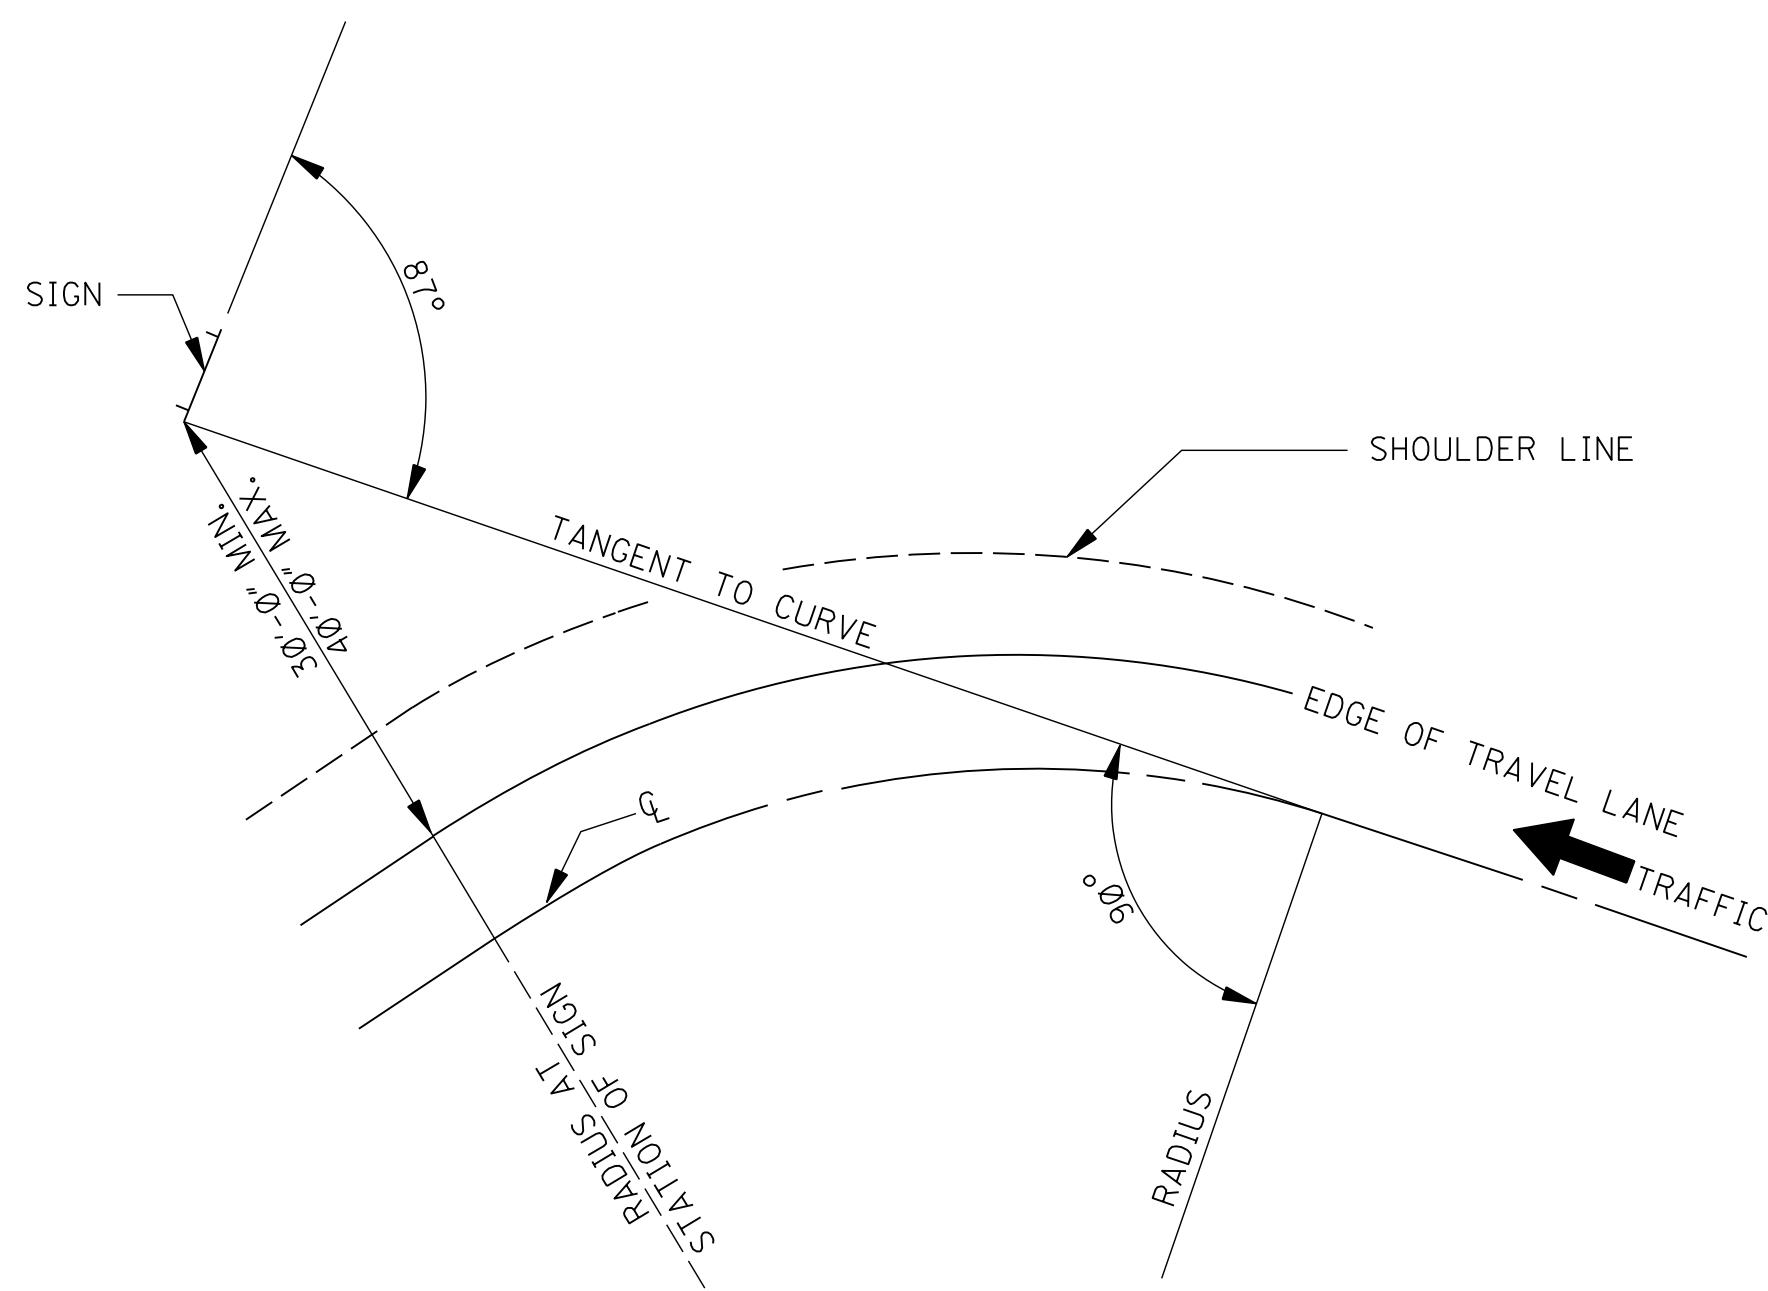 87°
SIGN
SHOULDER LINE
40'-0" MAX.
30'-0" MIN.
TANGENT TO CURVE
EDGE OF TRAVEL LANE
℄
TRAFFIC
90°
RADIUS AT
STATION OF SIGN
RADIUS